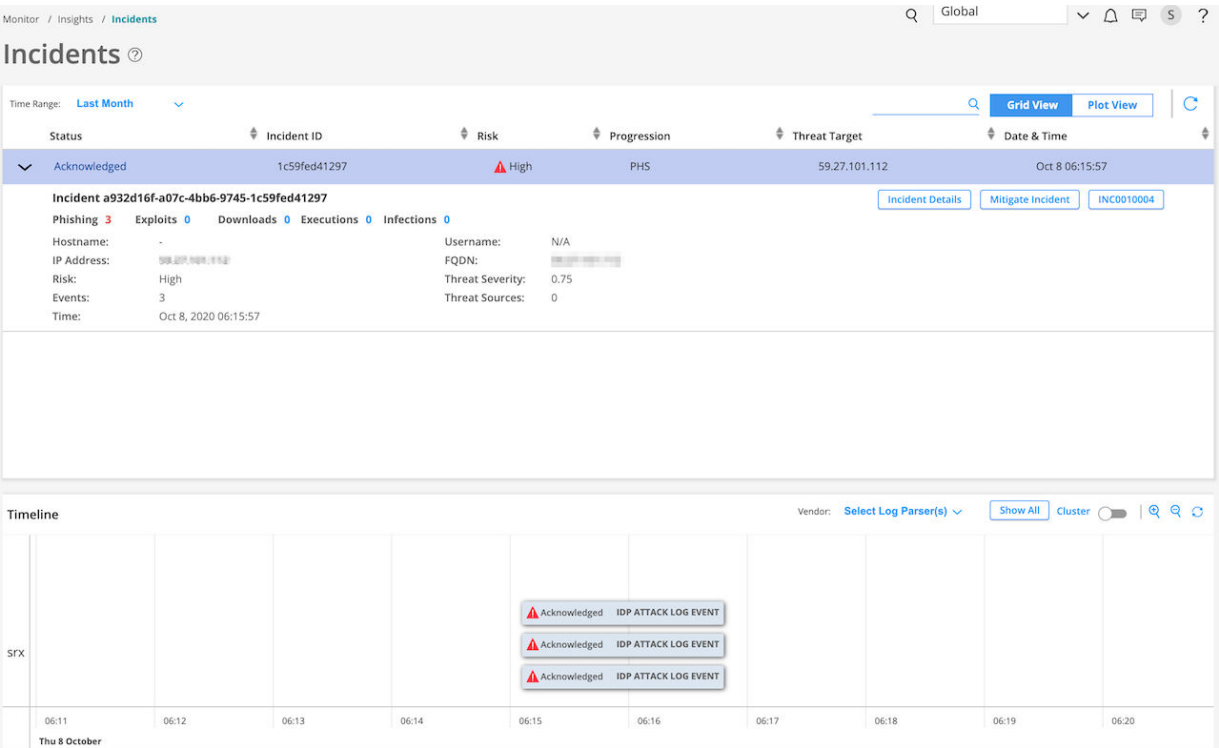 Monitor / Insights / Incidents
Global
S ?
Incidents ?
Time Range: Last Month
Grid View Plot View
Status Incident ID Risk Progression Threat Target Date & Time
Acknowledged 1c59fed41297 High PHS 59.27.101.112 Oct 8 06:15:57
Incident a932d16f-a07c-4bb6-9745-1c59fed41297
Incident Details Mitigate Incident INC0010004
Phishing 3 Exploits 0 Downloads 0 Executions 0 Infections 0
Hostname: - Username: N/A
IP Address: FQDN:
Risk: High Threat Severity: 0.75
Events: 3 Threat Sources: 0
Time: Oct 8, 2020 06:15:57
Timeline
Vendor: Select Log Parser(s) Show All Cluster
Acknowledged IDP ATTACK LOG EVENT
Acknowledged IDP ATTACK LOG EVENT
srx
Acknowledged IDP ATTACK LOG EVENT
06:11 06:12 06:13 06:14 06:15 06:16 06:17 06:18 06:19 06:20
Thu 8 October